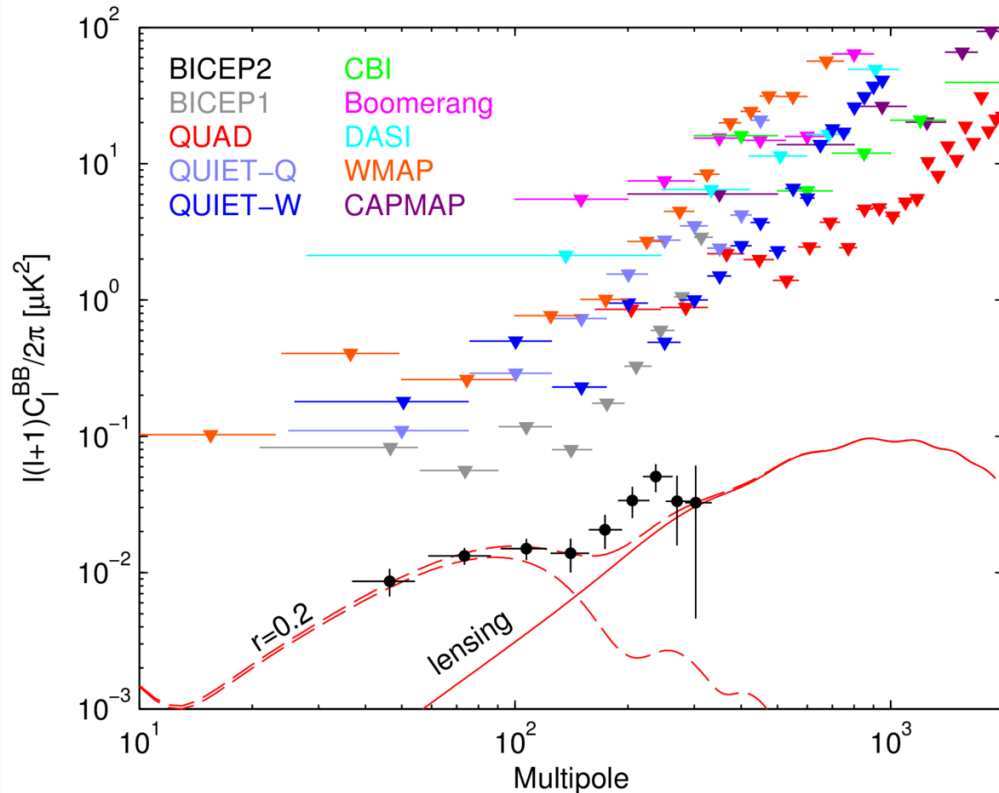 10²
BICEP2
CBI
BICEP1
Boomerang
QUAD
DASI
QUIET−Q
WMAP
QUIET−W
CAPMAP
10¹
10⁰
10⁻¹
10⁻²
10⁻³
l(l+1)C_l^BB/2π [μK²]
r=0.2
lensing
10¹
10²
10³
Multipole